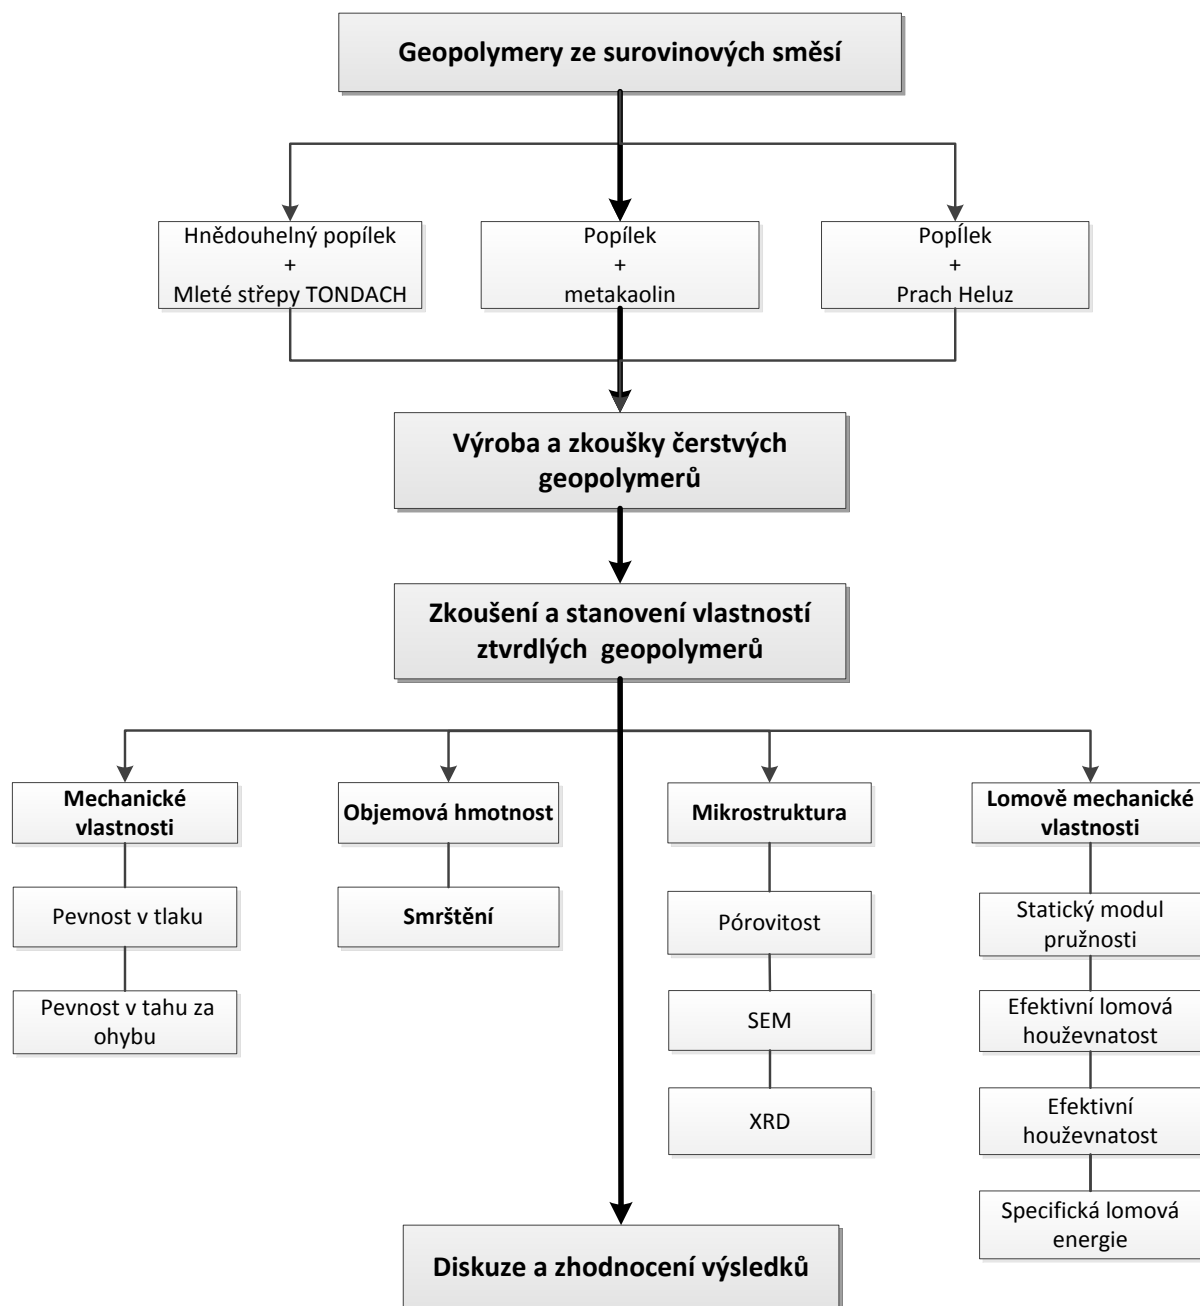 Geopolymery ze surovinových směsí
Hnědouhelný popílek
+
Mleté střepy TONDACH
Popílek
+
metakaolin
Popílek
+
Prach Heluz
Výroba a zkoušky čerstvých
geopolymerů
Zkoušení a stanovení vlastností
ztvrdlých geopolymerů
Mechanické
vlastnosti
Pevnost v tlaku
Pevnost v tahu za
ohybu
Objemová hmotnost
Smrštění
Mikrostruktura
Pórovitost
SEM
XRD
Lomově mechanické
vlastnosti
Statický modul
pružnosti
Efektivní lomová
houževnatost
Efektivní
houževnatost
Specifická lomová
energie
Diskuze a zhodnocení výsledků